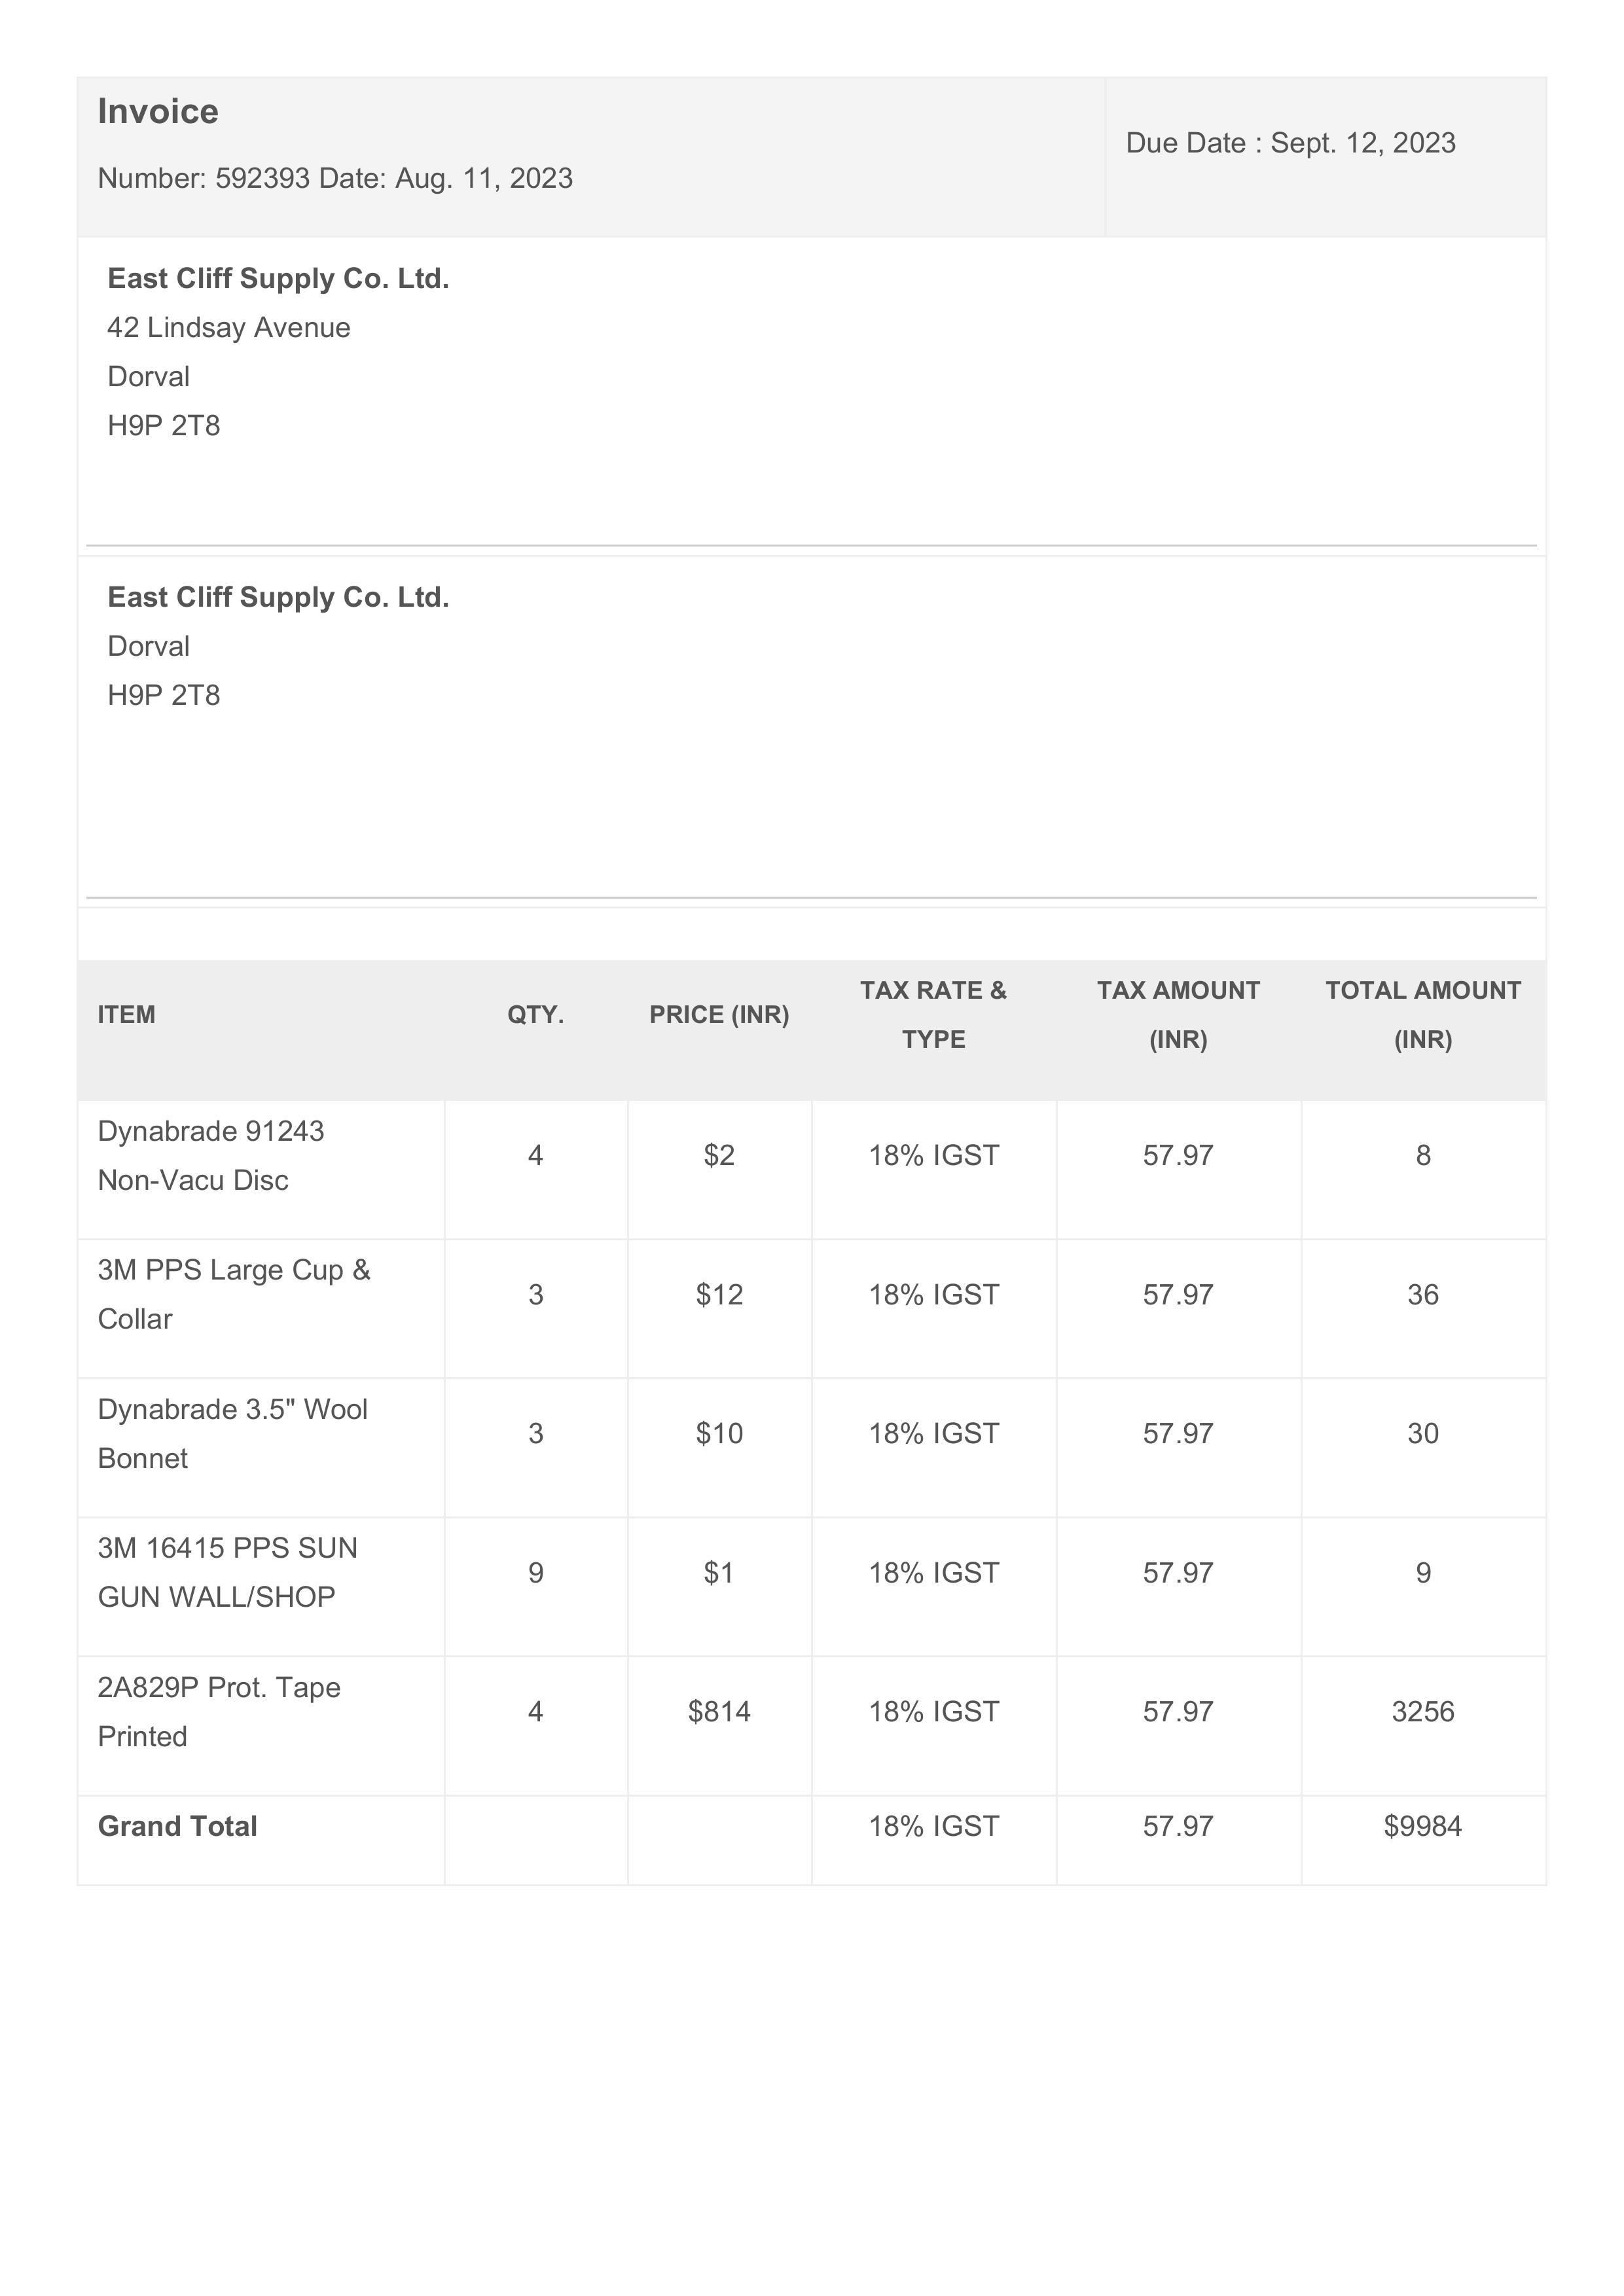 Invoice
Number: 592393 Date: Aug. 11, 2023
Due Date : Sept. 12, 2023
East Cliff Supply Co. Ltd.
42 Lindsay Avenue
Dorval
H9P 2T8
East Cliff Supply Co. Ltd.
Dorval
H9P 2T8
ITEM QTY. PRICE (INR) TAX RATE & TYPE TAX AMOUNT (INR) TOTAL AMOUNT (INR)
Dynabrade 91243 Non-Vacu Disc 4 $2 18% IGST 57.97 8
3M PPS Large Cup & Collar 3 $12 18% IGST 57.97 36
Dynabrade 3.5" Wool Bonnet 3 $10 18% IGST 57.97 30
3M 16415 PPS SUN GUN WALL/SHOP 9 $1 18% IGST 57.97 9
2A829P Prot. Tape Printed 4 $814 18% IGST 57.97 3256
Grand Total 18% IGST 57.97 $9984